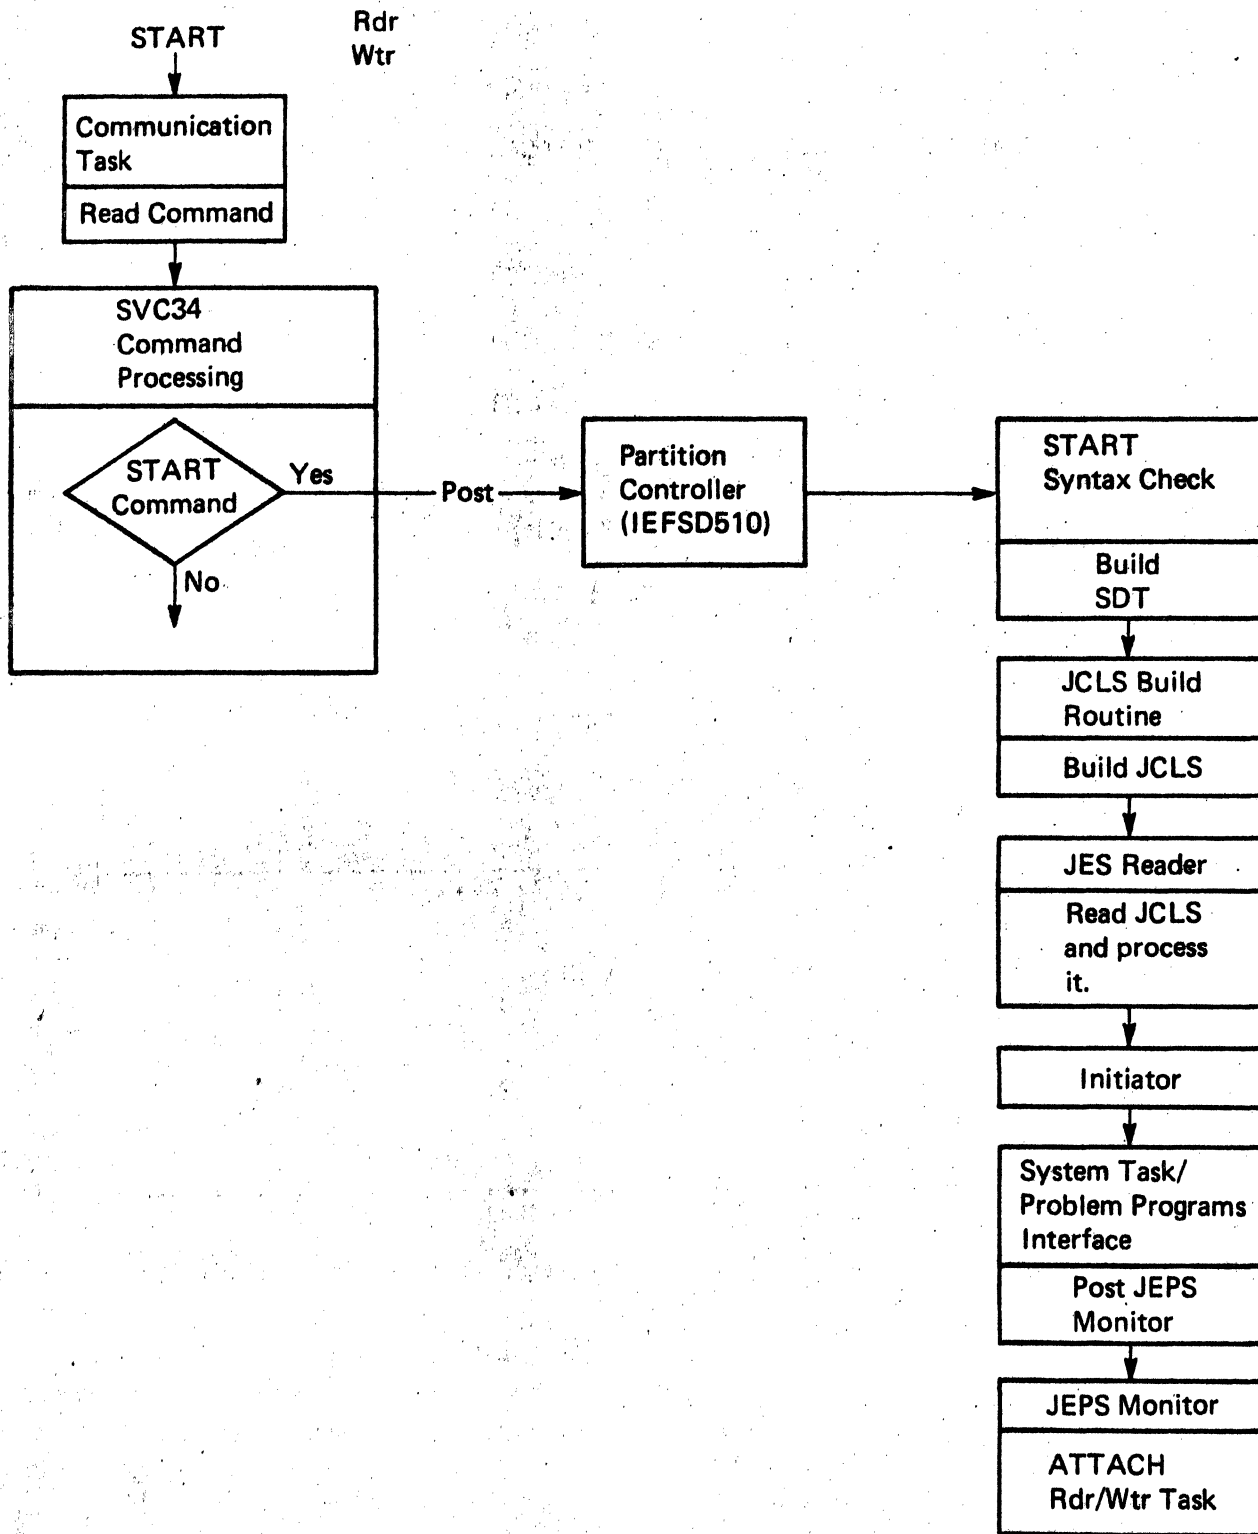 START
Rdr
Wtr
Communication
Task
Read Command
SVC34
Command
Processing
START
Command
Yes
No
Post
Partition
Controller
(IEFSD510)
START
Syntax Check
Build
SDT
JCLS Build
Routine
Build JCLS
JES Reader
Read JCLS
and process
it.
Initiator
System Task/
Problem Programs
Interface
Post JEPS
Monitor
JEPS Monitor
ATTACH
Rdr/Wtr Task